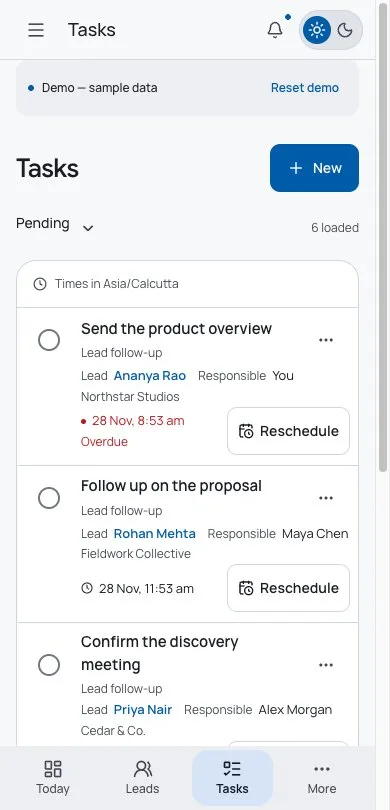 Tasks
Demo — sample data
Reset demo
Tasks
New
Pending
6 loaded
Times in Asia/Calcutta
Send the product overview
Lead follow-up
Lead Ananya Rao Responsible You
Northstar Studios
28 Nov, 8:53 am
Overdue
Reschedule
Follow up on the proposal
Lead follow-up
Lead Rohan Mehta Responsible Maya Chen
Fieldwork Collective
28 Nov, 11:53 am
Reschedule
Confirm the discovery
meeting
Lead follow-up
Lead Priya Nair Responsible Alex Morgan
Cedar & Co.
Today
Leads
Tasks
More